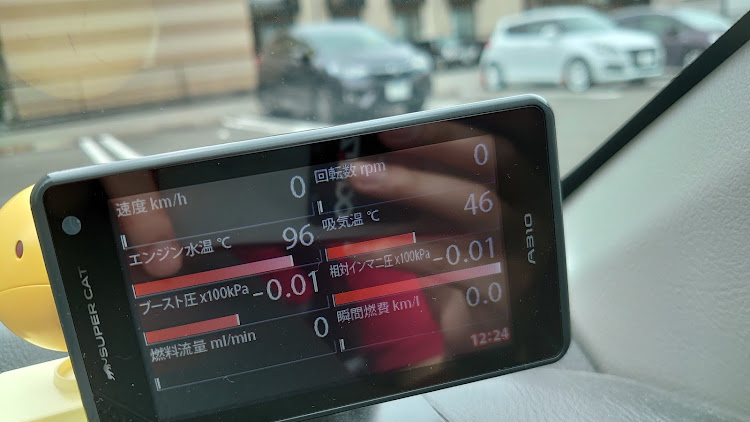 速度 km/h 0 回転数 rpm 0
エンジン水温 ℃ 96 吸気温 ℃ 46
ブースト圧 x100kPa -0.01 相対インマニ圧 x100kPa -0.01
燃料流量 ml/min 0 瞬間燃費 km/l 0.0
12:24
SUPER CAT
A310